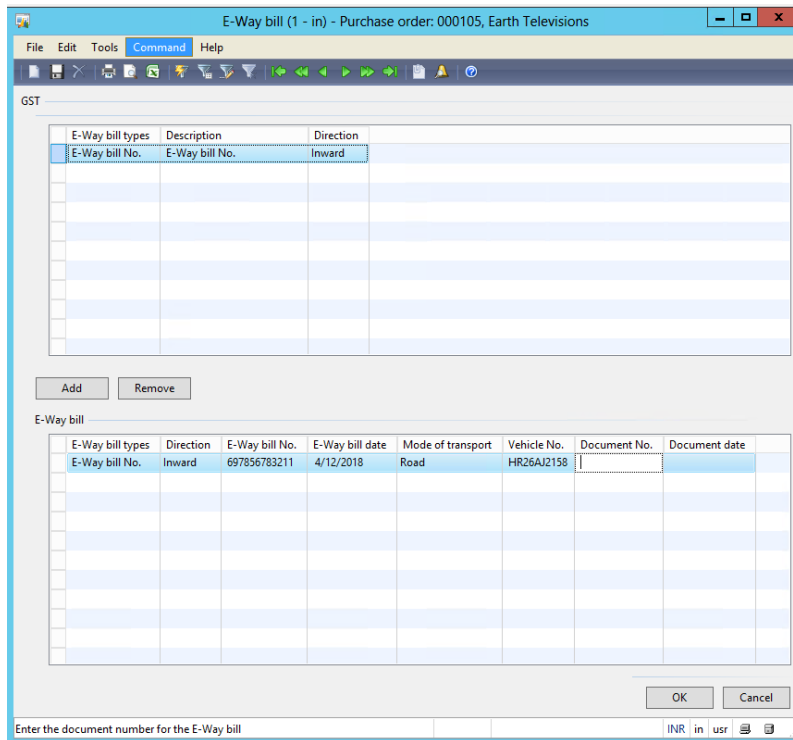 E-Way bill (1 - in) - Purchase order: 000105, Earth Televisions
File Edit Tools Command Help
GST
E-Way bill types Description Direction
E-Way bill No. E-Way bill No. Inward
Add Remove
E-Way bill
E-Way bill types Direction E-Way bill No. E-Way bill date Mode of transport Vehicle No. Document No. Document date
E-Way bill No. Inward 697856783211 4/12/2018 Road HR26AJ2158
OK Cancel
Enter the document number for the E-Way bill INR in usr